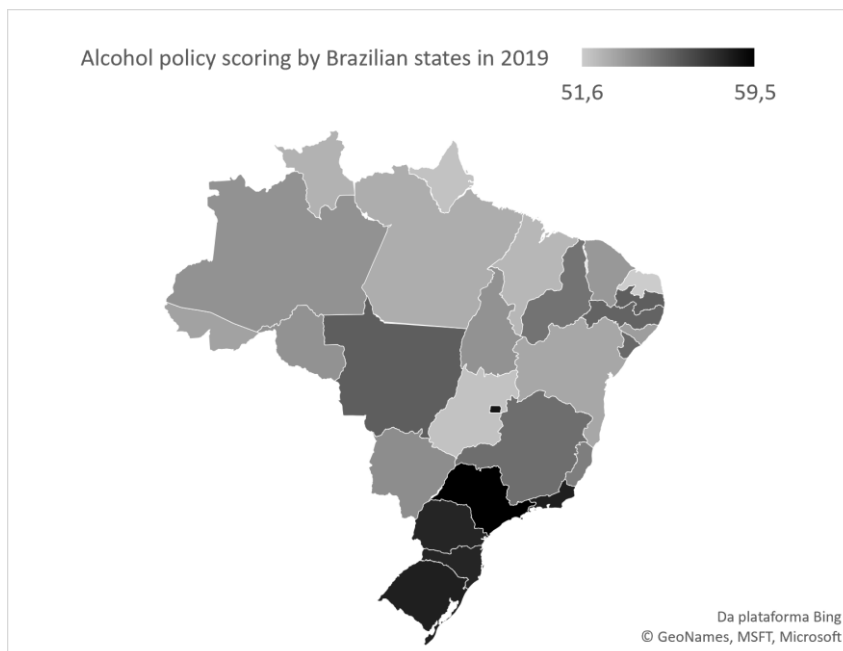 Alcohol policy scoring by Brazilian states in 2019
51,6 59,5
Da plataforma Bing
© GeoNames, MSFT, Microsoft